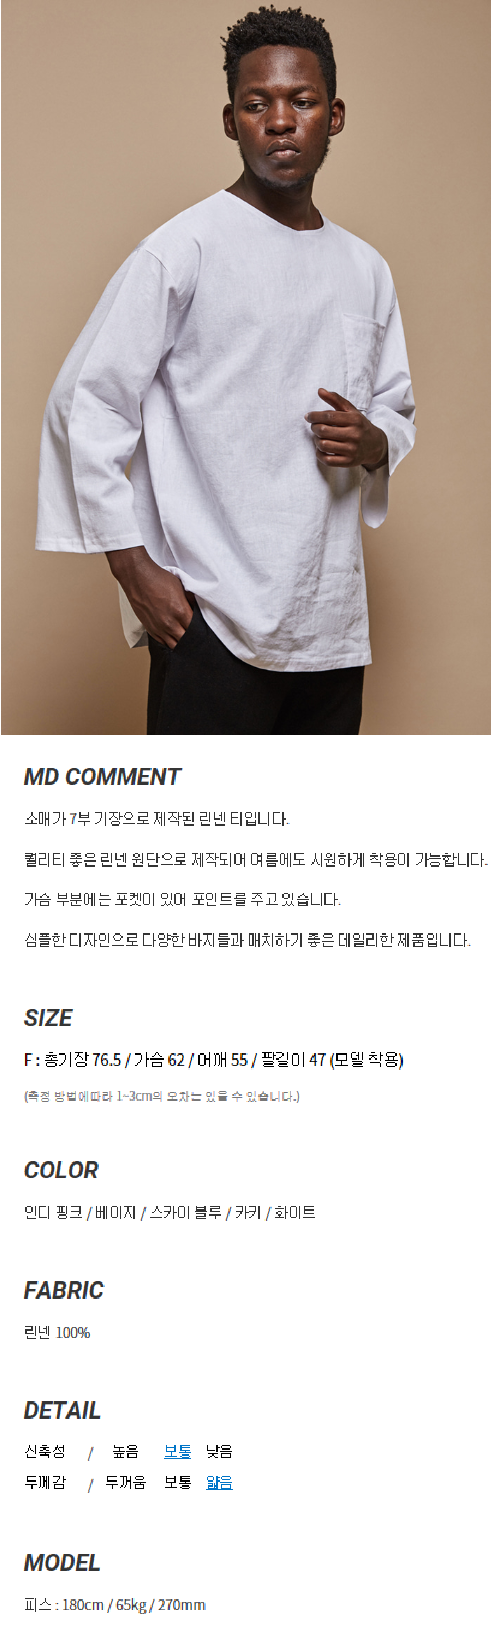 MD COMMENT
소매가 7부 기장으로 제작된 린넨 티입니다.
퀄리티 좋은 린넨 원단으로 제작되어 여름에도 시원하게 착용이 가능합니다.
가슴 부분에는 포켓이 있어 포인트를 주고 있습니다.
심플한 디자인으로 다양한 바지들과 매치하기 좋은 데일리한 제품입니다.
SIZE
F : 총기장 76.5 / 가슴 62 / 어깨 55 / 팔길이 47 (모델 착용)
(측정 방법에따라 1~3cm의 오차는 있을 수 있습니다.)
COLOR
인디 핑크 / 베이지 / 스카이 블루 / 카키 / 화이트
FABRIC
린넨 100%
DETAIL
신축성 / 높음 보통 낮음
두께감 / 두꺼움 보통 얇음
MODEL
피스 : 180cm / 65kg / 270mm